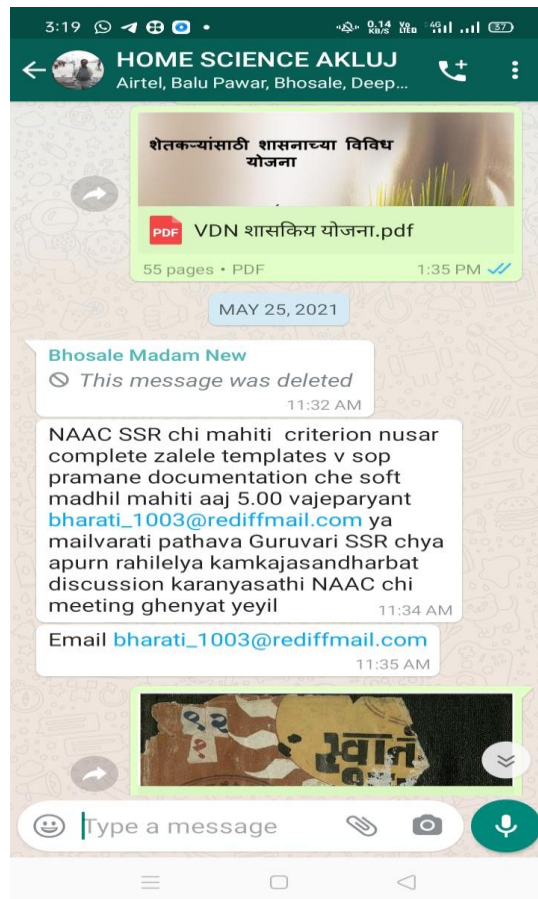 3:19
0.14 KB/S
4G
37
HOME SCIENCE AKLUJ
Airtel, Balu Pawar, Bhosale, Deep...
शेतकऱ्यांसाठी शासनाच्या विविध
योजना
PDF VDN शासकिय योजना.pdf
55 pages • PDF 1:35 PM
MAY 25, 2021
Bhosale Madam New
This message was deleted
11:32 AM
NAAC SSR chi mahiti criterion nusar
complete zalele templates v sop
pramane documentation che soft
madhil mahiti aaj 5.00 vajeparyant
bharati_1003@rediffmail.com ya
mailvarati pathava Guruvari SSR chya
apurn rahilelya kamkajasandharbat
discussion karanyasathi NAAC chi
meeting ghenyat yeyil 11:34 AM
Email bharati_1003@rediffmail.com
11:35 AM
Type a message